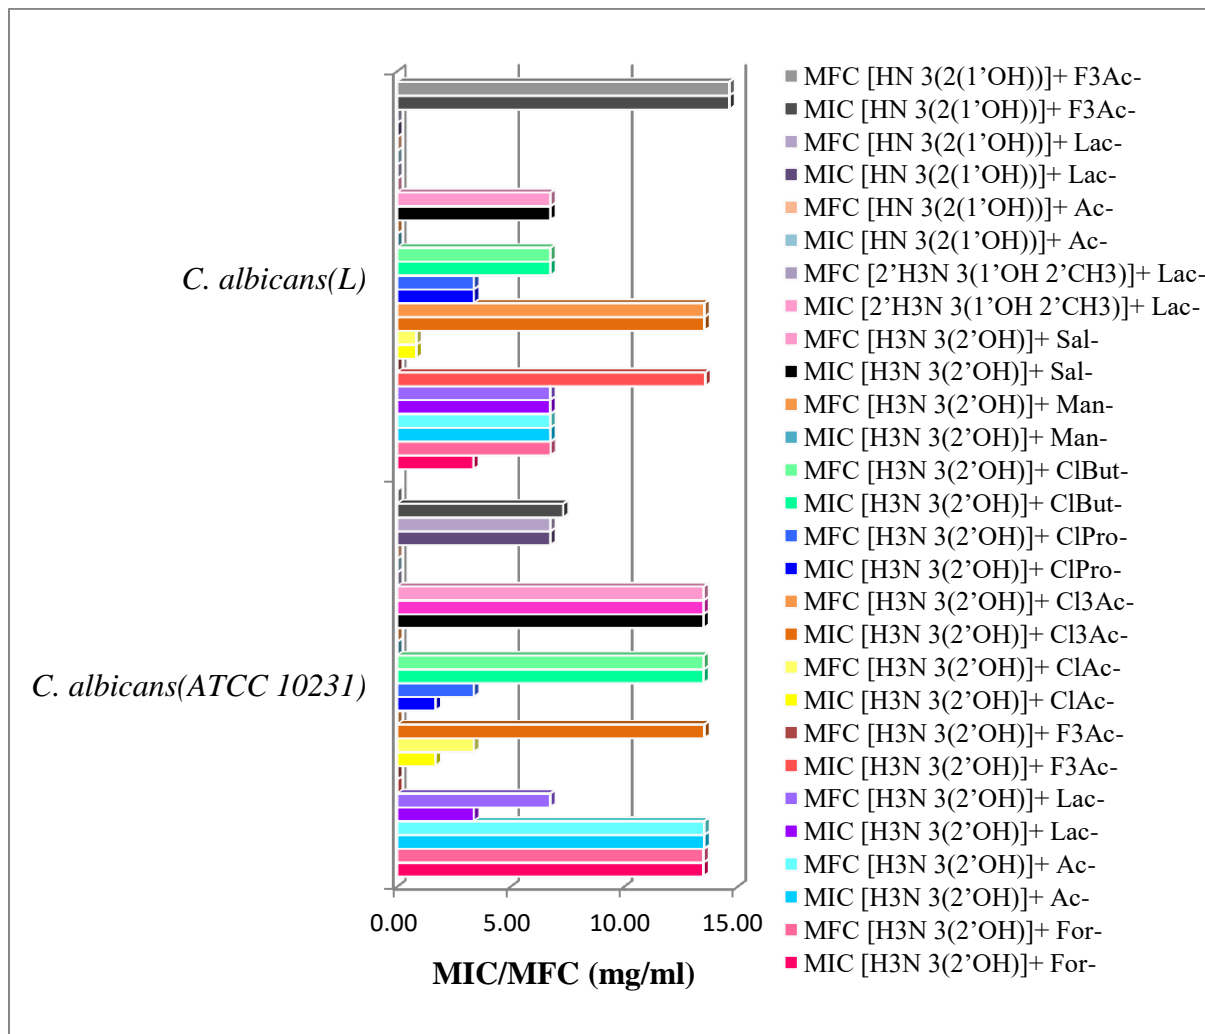 C. albicans(L)
C. albicans(ATCC 10231)
0.00
5.00
10.00
15.00
MIC/MFC (mg/ml)
MFC [HN 3(2(1’OH))]+ F3Ac-
MIC [HN 3(2(1’OH))]+ F3Ac-
MFC [HN 3(2(1’OH))]+ Lac-
MIC [HN 3(2(1’OH))]+ Lac-
MFC [HN 3(2(1’OH))]+ Ac-
MIC [HN 3(2(1’OH))]+ Ac-
MFC [2’H3N 3(1’OH 2’CH3)]+ Lac-
MIC [2’H3N 3(1’OH 2’CH3)]+ Lac-
MFC [H3N 3(2’OH)]+ Sal-
MIC [H3N 3(2’OH)]+ Sal-
MFC [H3N 3(2’OH)]+ Man-
MIC [H3N 3(2’OH)]+ Man-
MFC [H3N 3(2’OH)]+ ClBut-
MIC [H3N 3(2’OH)]+ ClBut-
MFC [H3N 3(2’OH)]+ ClPro-
MIC [H3N 3(2’OH)]+ ClPro-
MFC [H3N 3(2’OH)]+ Cl3Ac-
MIC [H3N 3(2’OH)]+ Cl3Ac-
MFC [H3N 3(2’OH)]+ ClAc-
MIC [H3N 3(2’OH)]+ ClAc-
MFC [H3N 3(2’OH)]+ F3Ac-
MIC [H3N 3(2’OH)]+ F3Ac-
MFC [H3N 3(2’OH)]+ Lac-
MIC [H3N 3(2’OH)]+ Lac-
MFC [H3N 3(2’OH)]+ Ac-
MIC [H3N 3(2’OH)]+ Ac-
MFC [H3N 3(2’OH)]+ For-
MIC [H3N 3(2’OH)]+ For-